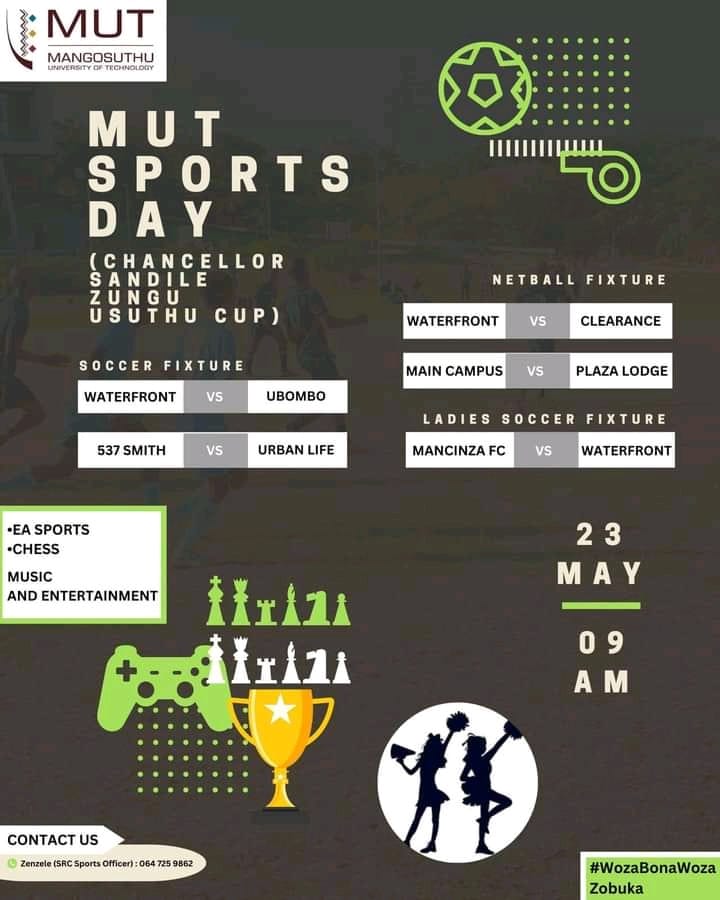 MUT
MANGOSUTHU
UNIVERSITY OF TECHNOLOGY
MUT
SPORTS
DAY
(CHANCELLOR
SANDILE
ZUNGU
USUTHU CUP)
SOCCER FIXTURE
WATERFRONT VS UBOMBO
537 SMITH VS URBAN LIFE
NETBALL FIXTURE
WATERFRONT VS CLEARANCE
MAIN CAMPUS VS PLAZA LODGE
LADIES SOCCER FIXTURE
MANCINZA FC VS WATERFRONT
•EA SPORTS
•CHESS
MUSIC
AND ENTERTAINMENT
23
MAY
09
AM
CONTACT US
Zenzele (SRC Sports Officer) : 064 725 9862
#WozaBonaWoza
Zobuka